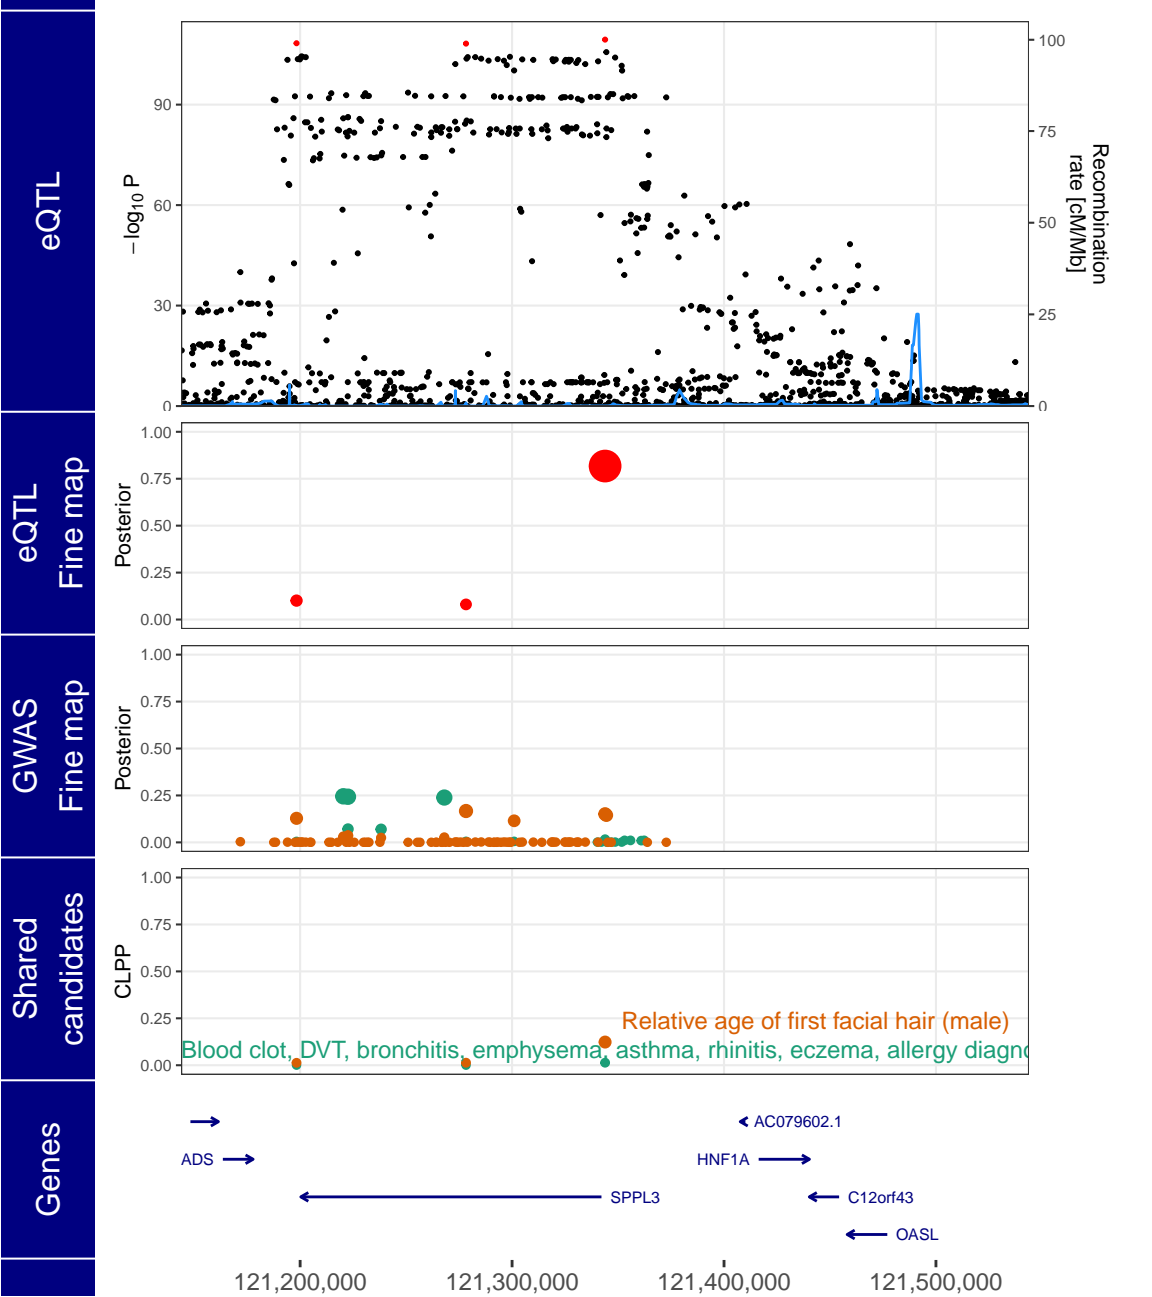 eQTL
−log10 P
90
60
30
0
100
75
50
25
0
Recombination
rate [cM/Mb]
eQTL
Fine map
Posterior
1.00
0.75
0.50
0.25
0.00
GWAS
Fine map
Posterior
1.00
0.75
0.50
0.25
0.00
Shared
candidates
CLPP
1.00
0.75
0.50
0.25
0.00
Relative age of first facial hair (male)
Blood clot, DVT, bronchitis, emphysema, asthma, rhinitis, eczema, allergy diagno
Genes
AC079602.1
ADS
HNF1A
SPPL3
C12orf43
OASL
121,200,000
121,300,000
121,400,000
121,500,000